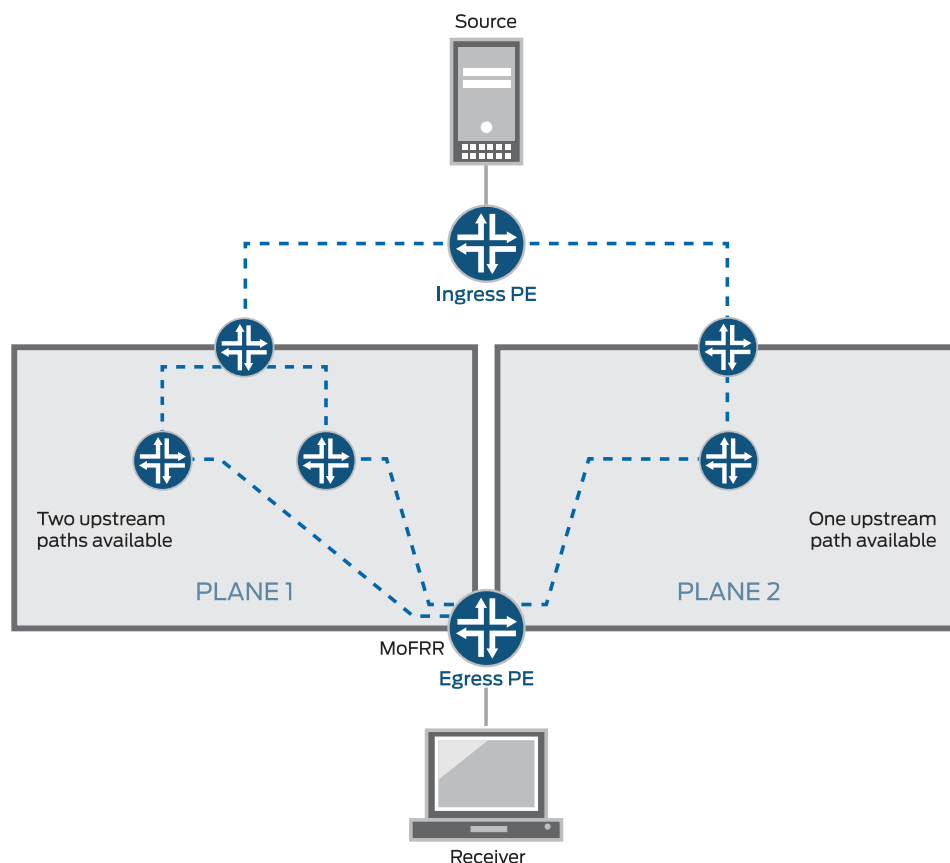 Source
Ingress PE
Two upstream
paths available
One upstream
path available
PLANE 1
PLANE 2
MoFRR
Egress PE
Receiver